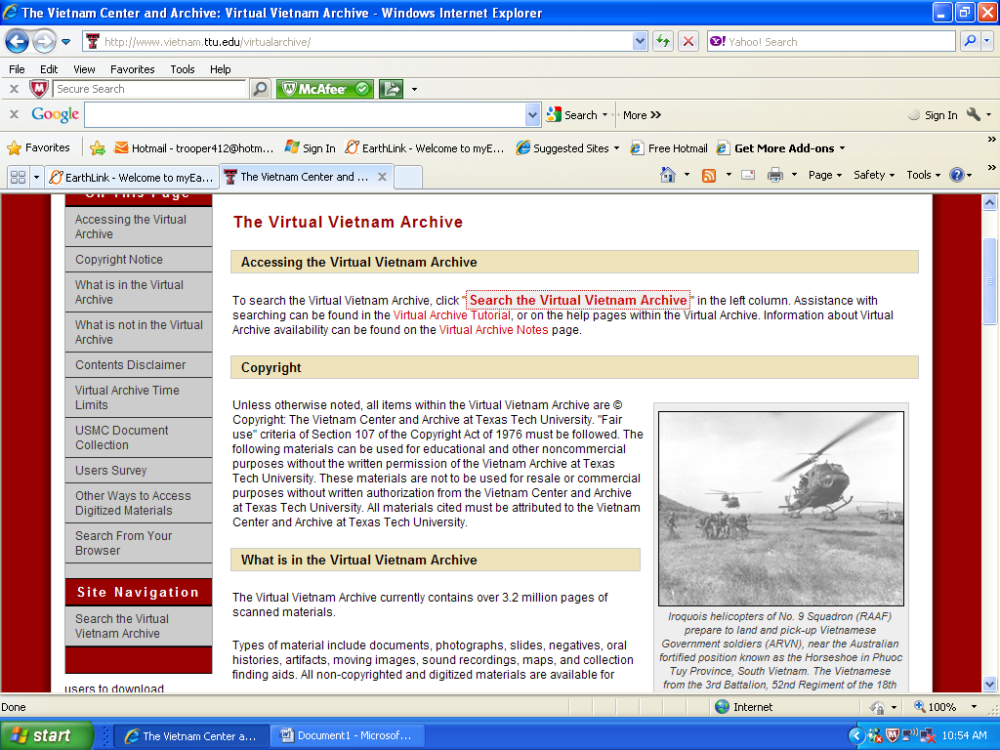 The Vietnam Center and Archive: Virtual Vietnam Archive - Windows Internet Explorer
http://www.vietnam.ttu.edu/virtualarchive/
Yahoo! Search
File Edit View Favorites Tools Help
X Secure Search McAfee
X Google Search More >> Sign In
Favorites Hotmail - trooper412@hotm... Sign In EarthLink - Welcome to myE... Suggested Sites Free Hotmail Get More Add-ons
EarthLink - Welcome to myEa... The Vietnam Center and ... X Page Safety Tools
On This Page
Accessing the Virtual
Archive
Copyright Notice
What is in the Virtual
Archive
What is not in the Virtual
Archive
Contents Disclaimer
Virtual Archive Time
Limits
USMC Document
Collection
Users Survey
Other Ways to Access
Digitized Materials
Search From Your
Browser
Site Navigation
Search the Virtual
Vietnam Archive
The Virtual Vietnam Archive
Accessing the Virtual Vietnam Archive
To search the Virtual Vietnam Archive, click "Search the Virtual Vietnam Archive" in the left column. Assistance with
searching can be found in the Virtual Archive Tutorial, or on the help pages within the Virtual Archive. Information about Virtual
Archive availability can be found on the Virtual Archive Notes page.
Copyright
Unless otherwise noted, all items within the Virtual Vietnam Archive are ©
Copyright: The Vietnam Center and Archive at Texas Tech University. "Fair
use" criteria of Section 107 of the Copyright Act of 1976 must be followed. The
following materials can be used for educational and other noncommercial
purposes without the written permission of the Vietnam Archive at Texas
Tech University. These materials are not to be used for resale or commercial
purposes without written authorization from the Vietnam Center and Archive
at Texas Tech University. All materials cited must be attributed to the Vietnam
Center and Archive at Texas Tech University.
What is in the Virtual Vietnam Archive
The Virtual Vietnam Archive currently contains over 3.2 million pages of
scanned materials.
Types of material include documents, photographs, slides, negatives, oral
histories, artifacts, moving images, sound recordings, maps, and collection
finding aids. All non-copyrighted and digitized materials are available for
users to download
Iroquois helicopters of No. 9 Squadron (RAAF)
prepare to land and pick-up Vietnamese
Government soldiers (ARVN), near the Australian
fortified position known as the Horseshoe in Phuoc
Tuy Province, South Vietnam. The Vietnamese
from the 3rd Battalion, 52nd Regiment of the 18th
Done Internet 100%
start The Vietnam Center a... Document1 - Microsof... 10:54 AM